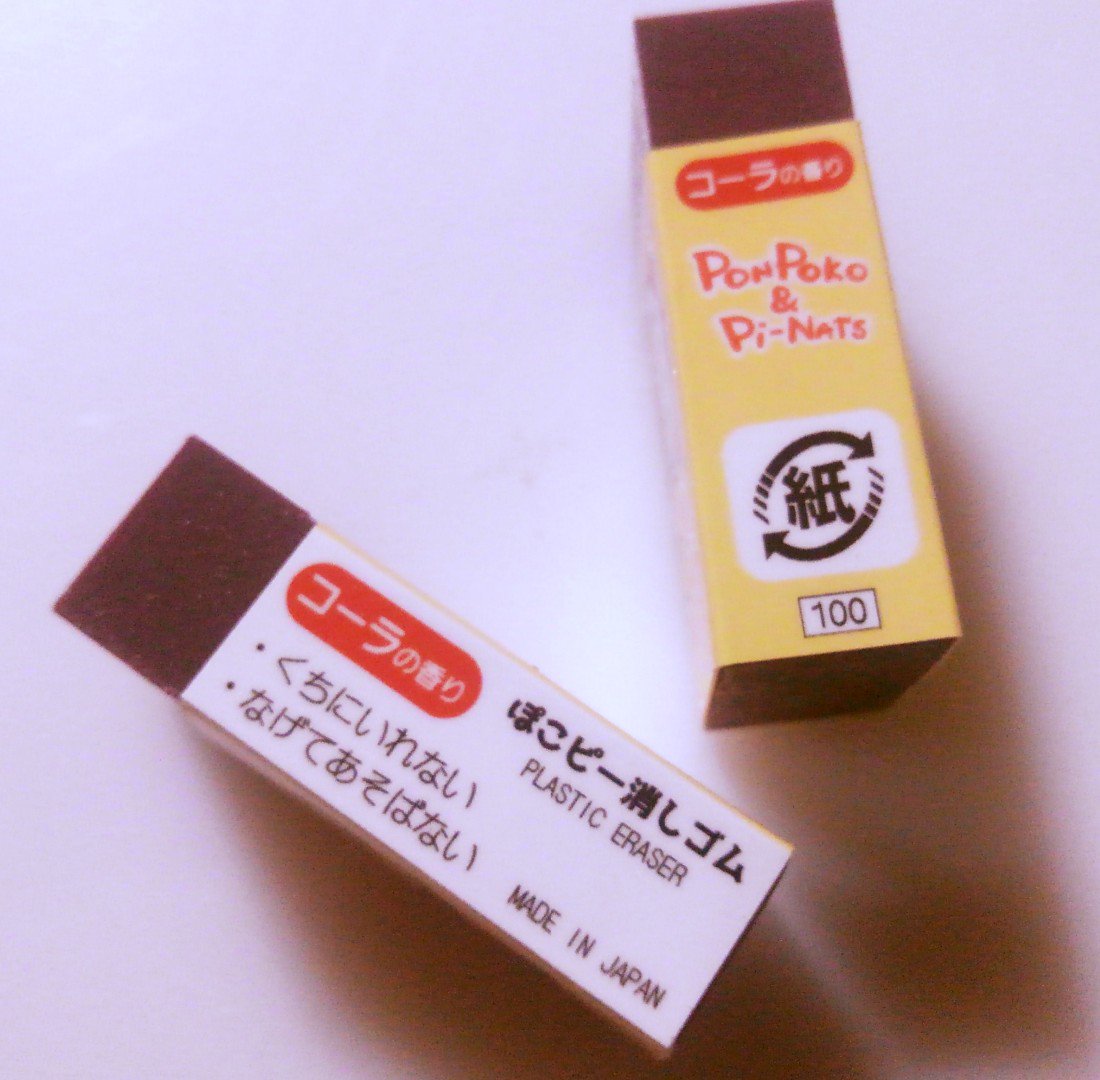 コーラの香り
PONPOKO
&
Pi-NATS
紙
100
コーラの香り
・くちにいれない
・なげてあそばない
ぽこピー消しゴム
PLASTIC ERASER
MADE IN JAPAN